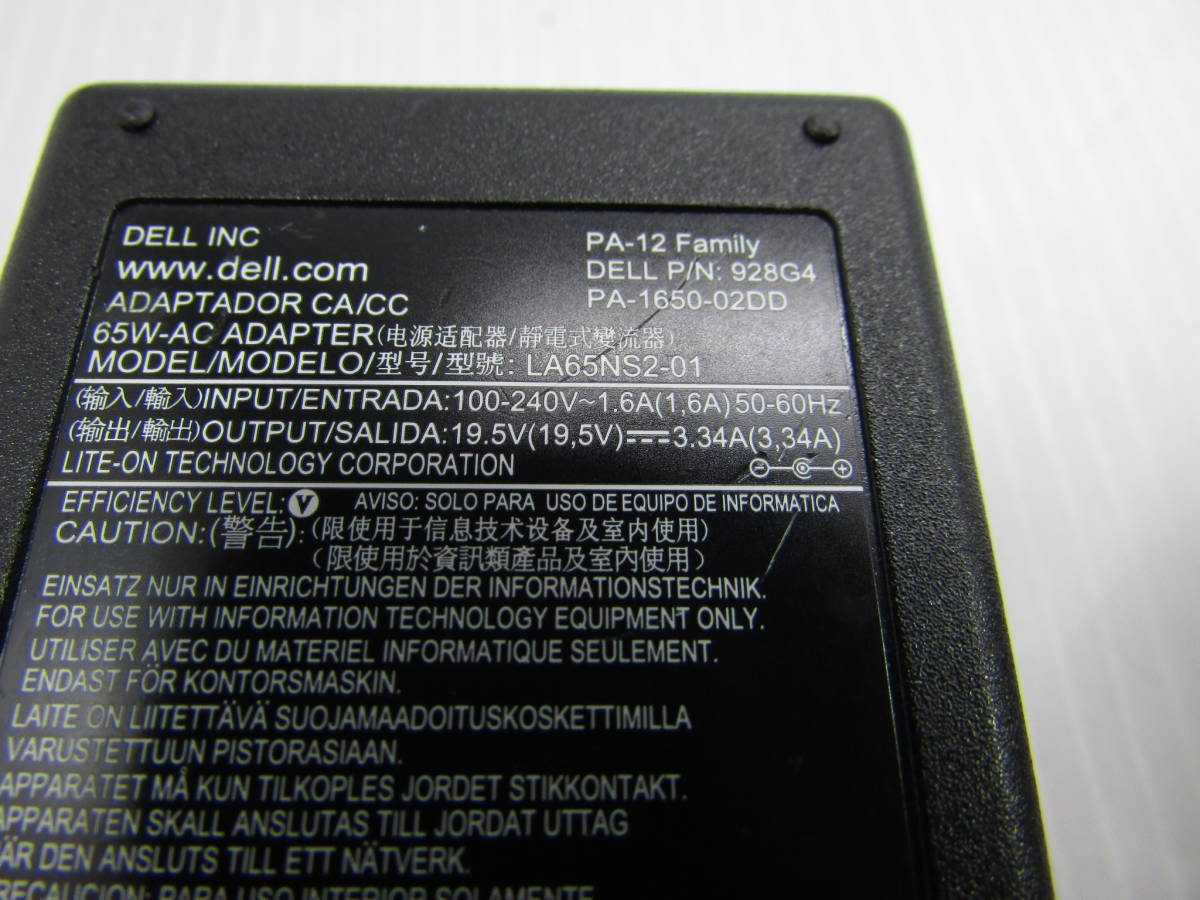 DELL INC
www.dell.com
ADAPTADOR CA/CC
65W-AC ADAPTER(电源适配器/靜電式變流器)
MODEL/MODELO/型号/型號: LA65NS2-01
PA-12 Family
DELL P/N: 928G4
PA-1650-02DD
(输入/輸入)INPUT/ENTRADA:100-240V~1.6A(1,6A) 50-60Hz
(输出/輸出)OUTPUT/SALIDA:19.5V(19,5V)⎓3.34A(3,34A)
LITE-ON TECHNOLOGY CORPORATION
EFFICIENCY LEVEL: V AVISO: SOLO PARA USO DE EQUIPO DE INFORMATICA
CAUTION:(警告):(限使用于信息技术设备及室内使用)
(限使用於資訊類產品及室內使用)
EINSATZ NUR IN EINRICHTUNGEN DER INFORMATIONSTECHNIK.
FOR USE WITH INFORMATION TECHNOLOGY EQUIPMENT ONLY.
UTILISER AVEC DU MATERIEL INFORMATIQUE SEULEMENT.
ENDAST FÖR KONTORSMASKIN.
LAITE ON LIITETTÄVÄ SUOJAMAADOITUSKOSKETTIMILLA
VARUSTETTUUN PISTORASIAAN.
APPARATET MÅ KUN TILKOPLES JORDET STIKKONTAKT.
APPARATEN SKALL ANSLUTAS TILL JORDAT UTTAG
NÄR DEN ANSLUTS TILL ETT NÄTVERK.
PRECAUCION: PARA USO INTERIOR SOLAMENTE